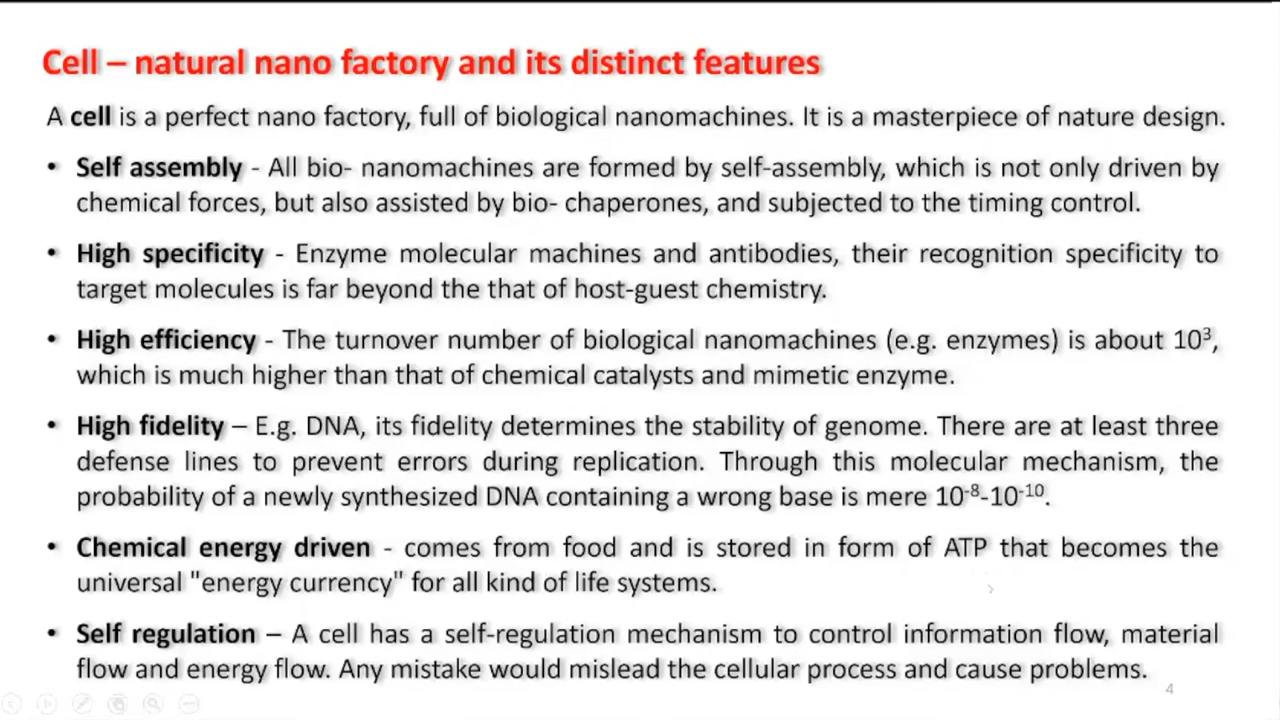 Cell – natural nano factory and its distinct features
A cell is a perfect nano factory, full of biological nanomachines. It is a masterpiece of nature design.
• Self assembly - All bio- nanomachines are formed by self-assembly, which is not only driven by
chemical forces, but also assisted by bio- chaperones, and subjected to the timing control.
• High specificity - Enzyme molecular machines and antibodies, their recognition specificity to
target molecules is far beyond the that of host-guest chemistry.
• High efficiency - The turnover number of biological nanomachines (e.g. enzymes) is about 10³,
which is much higher than that of chemical catalysts and mimetic enzyme.
• High fidelity – E.g. DNA, its fidelity determines the stability of genome. There are at least three
defense lines to prevent errors during replication. Through this molecular mechanism, the
probability of a newly synthesized DNA containing a wrong base is mere 10⁻⁸-10⁻¹⁰.
• Chemical energy driven - comes from food and is stored in form of ATP that becomes the
universal "energy currency" for all kind of life systems.
• Self regulation – A cell has a self-regulation mechanism to control information flow, material
flow and energy flow. Any mistake would mislead the cellular process and cause problems.
4